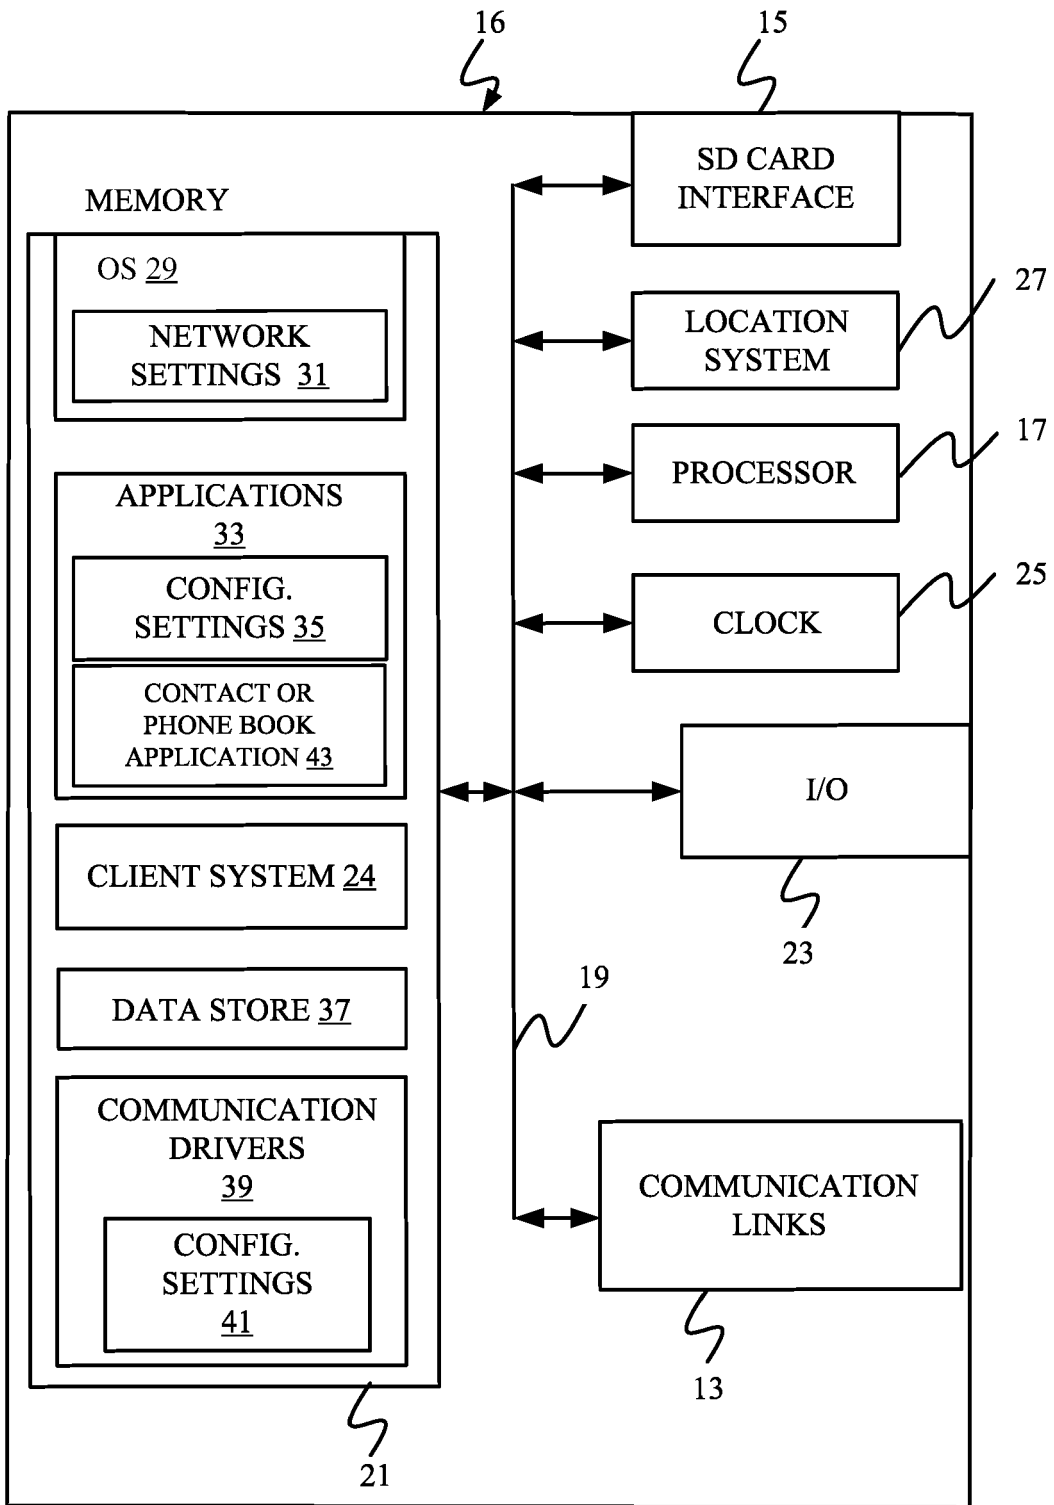 16
15
SD CARD
INTERFACE
MEMORY
OS 29
NETWORK
SETTINGS 31
27
LOCATION
SYSTEM
17
PROCESSOR
APPLICATIONS
33
CONFIG.
SETTINGS 35
CONTACT OR
PHONE BOOK
APPLICATION 43
25
CLOCK
I/O
23
CLIENT SYSTEM 24
19
DATA STORE 37
COMMUNICATION
DRIVERS
39
CONFIG.
SETTINGS
41
COMMUNICATION
LINKS
13
21